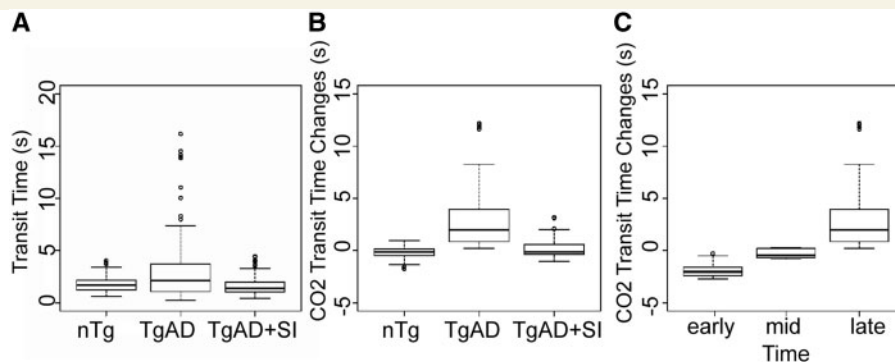 A
Transit Time (s)
20
15
10
5
0
nTg TgAD TgAD+SI
B
CO2 Transit Time Changes (s)
15
10
5
0
-5
nTg TgAD TgAD+SI
C
CO2 Transit Time Changes (s)
15
10
5
0
-5
early mid late
Time